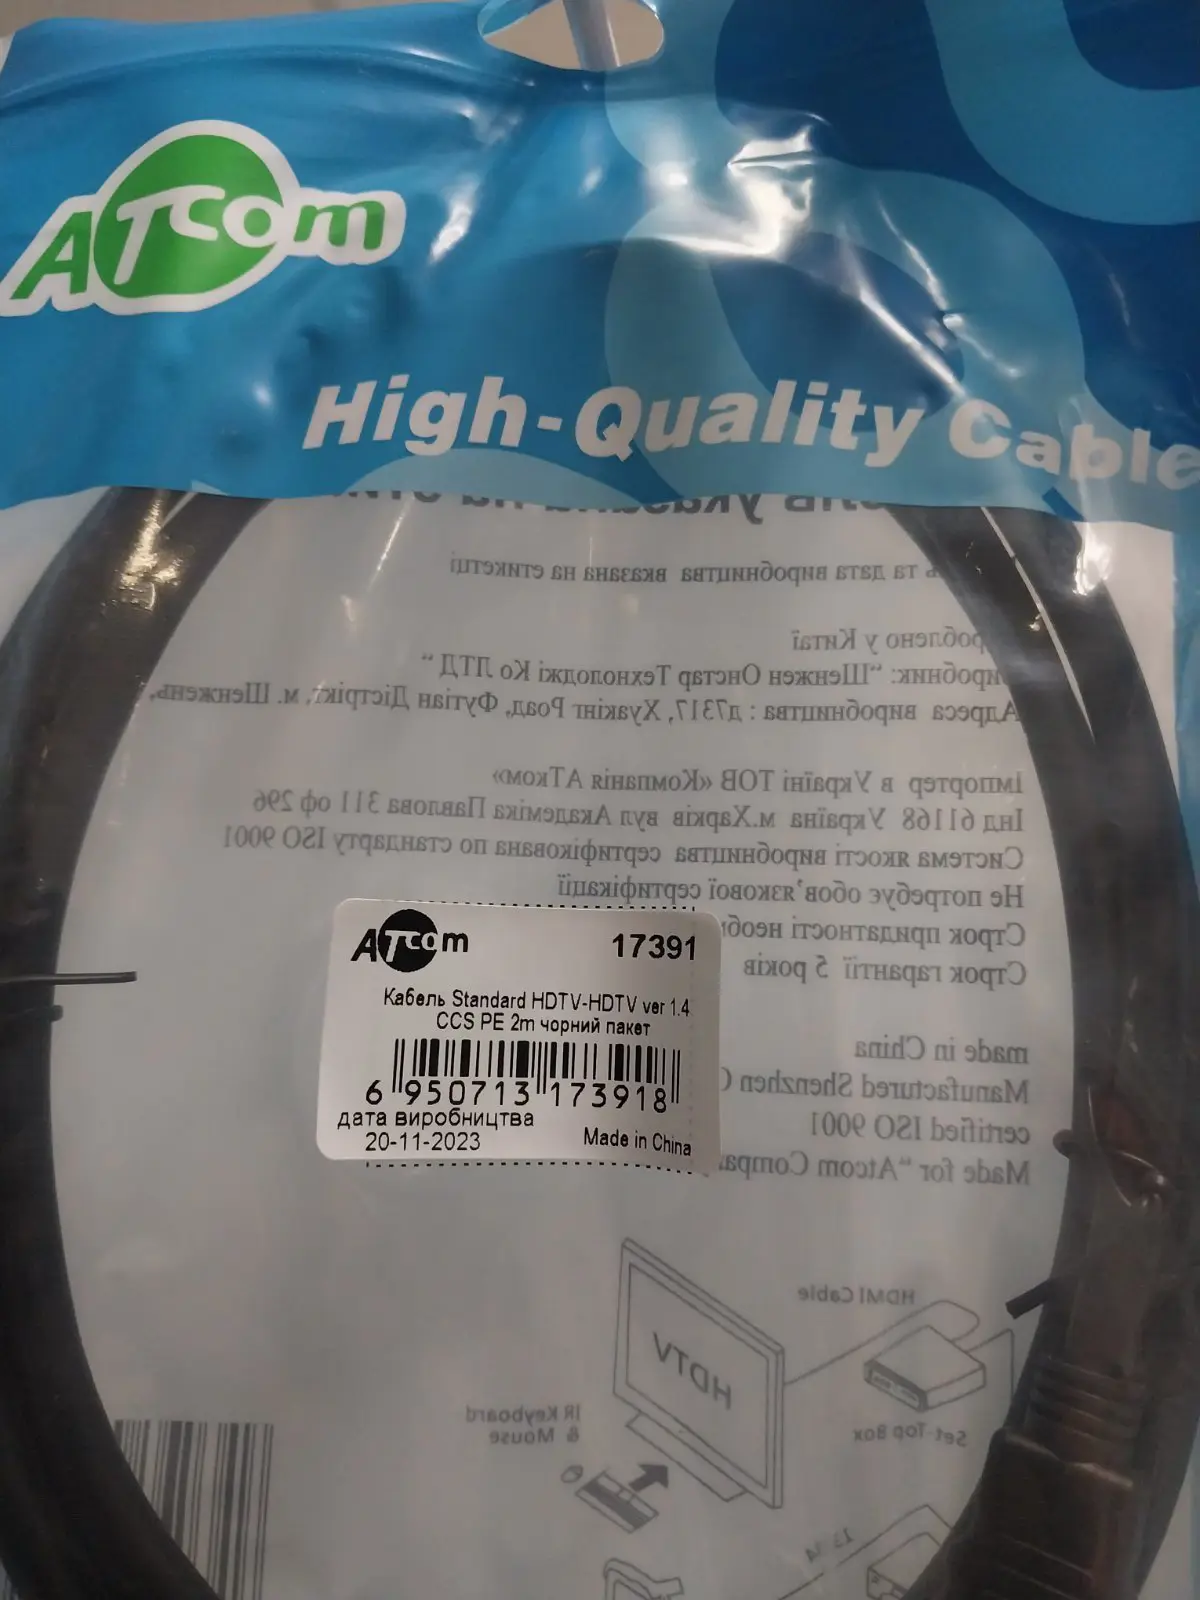 ATcom
High-Quality Cable
та дата виробництва вказана на етикетці
у Китаї
"Шенжен Онстар Технолоджі Ко ЛТД"
Адреса виробництва : д7317, Хуакінг Роад, Футіан Дістрікт, м. Шенжень,
Імпортер в Україні ТОВ «Компанія АТком»
Інд 61168 Україна м.Харків вул Академіка Павлова 311 оф 296
Система якості виробництва сертифікована по стандарту ISO 9001
Не потребує обов'язкової сертифікації
Строк придатності
Строк гарантії 5 років
ATcom 17391
Кабель Standard HDTV-HDTV ver 1.4
CCS PE 2m чорний пакет
6 950713 173918
дата виробництва
20-11-2023 Made in China
made in China
Manufactured Shenzhen
certified ISO 9001
Made for "Atcom
HDMI Cable
HDTV
Set-Top Box
IR Keyboard
& Mouse